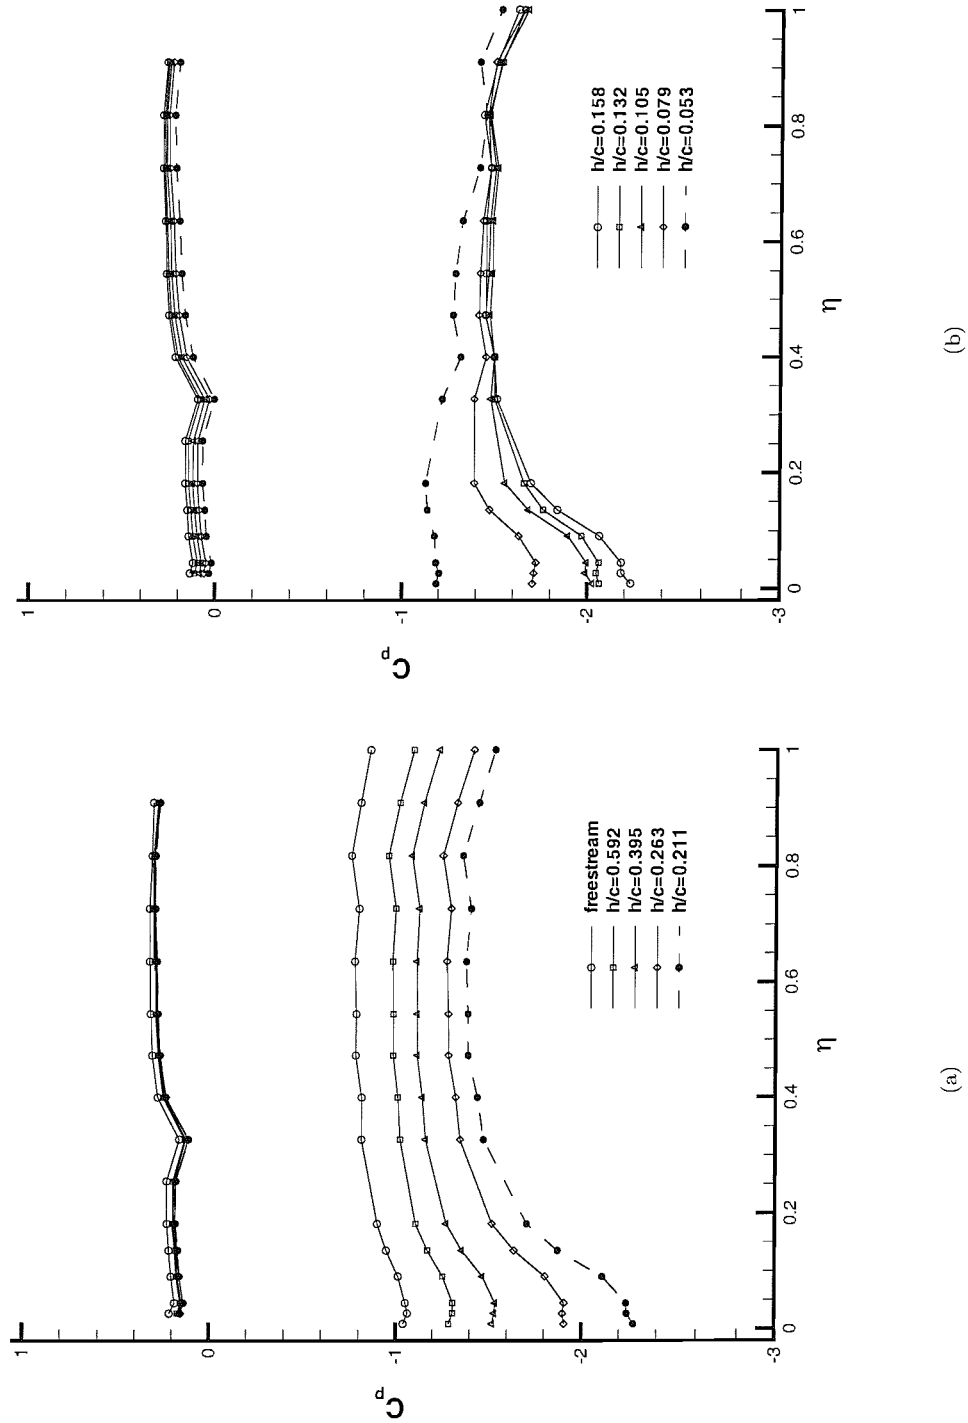 1
0
-1
-2
-3
C p
0
0.2
0.4
0.6
0.8
1
η
freestream
h/c=0.592
h/c=0.395
h/c=0.263
h/c=0.211
(a)
1
0
-1
-2
-3
C p
0
0.2
0.4
0.6
0.8
1
η
h/c=0.158
h/c=0.132
h/c=0.105
h/c=0.079
h/c=0.053
(b)